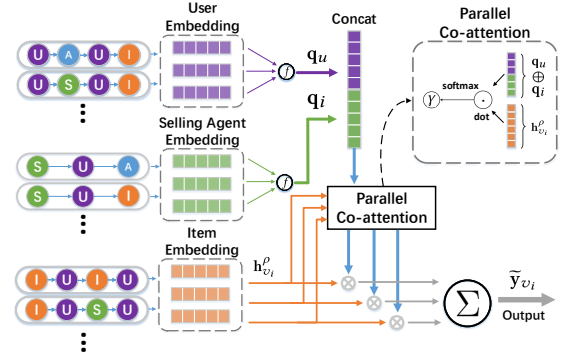 User
Embedding
Concat
Parallel
Co-attention
U A U I
U S U I
f
q_u
q_u
⊕
q_i
softmax
γ
·
dot
h^ρ_{v_i}
q_i
Selling Agent
Embedding
S U A
S U I
f
Parallel
Co-attention
Item
Embedding
h^ρ_{v_i}
I U I U
I U S U
⊗
⊗
⊗
Σ
ỹ_{v_i}
Output